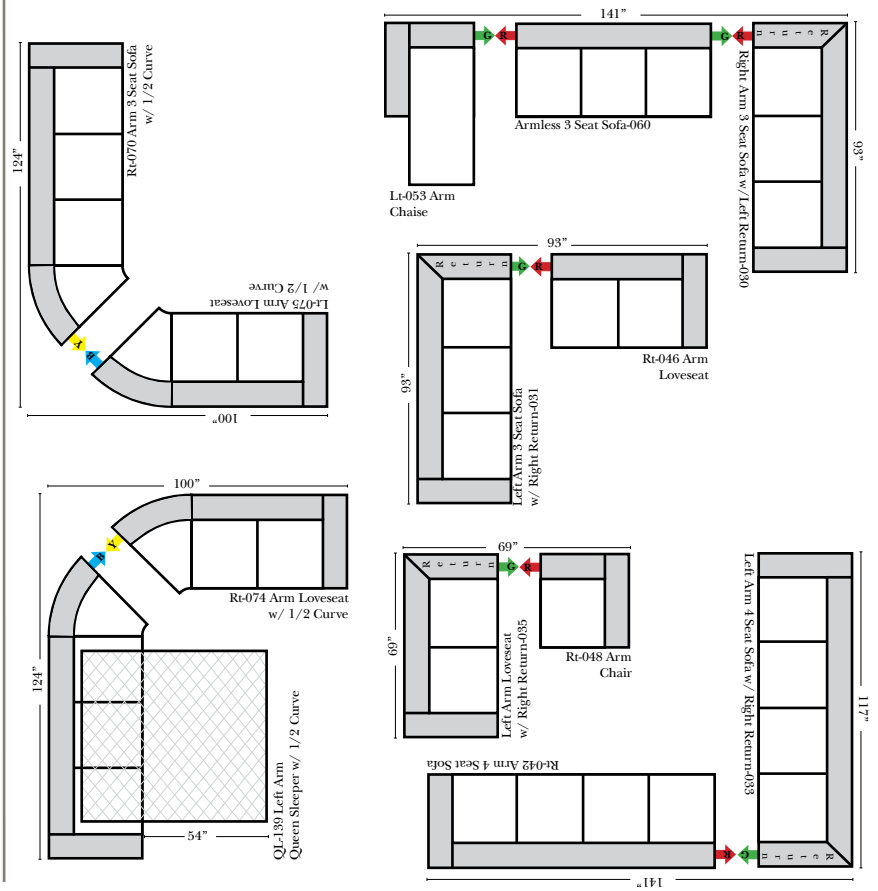 124”
Rt-070 Arm 3 Seat Sofa
w/ 1/2 Curve
Y
B
Lt-075 Arm Loveseat
w/ 1/2 Curve
100”
141”
G
R
G
R
Return
Armless 3 Seat Sofa-060
Lt-053 Arm
Chaise
Right Arm 3 Seat Sofa w/Left Return-030
93”
93”
Return
G
R
93”
Rt-046 Arm
Loveseat
Left Arm 3 Seat Sofa
w/ Right Return-031
100”
B
Y
Rt-074 Arm Loveseat
w/ 1/2 Curve
124”
54”
QL-139 Left Arm
Queen Sleeper w/ 1/2 Curve
69”
Return
G
R
69”
Rt-048 Arm
Chair
Left Arm Loveseat
w/ Right Return-035
Left Arm 4 Seat Sofa w/ Right Return-033
117”
Rt-042 Arm 4 Seat Sofa
R
G
Return
141”